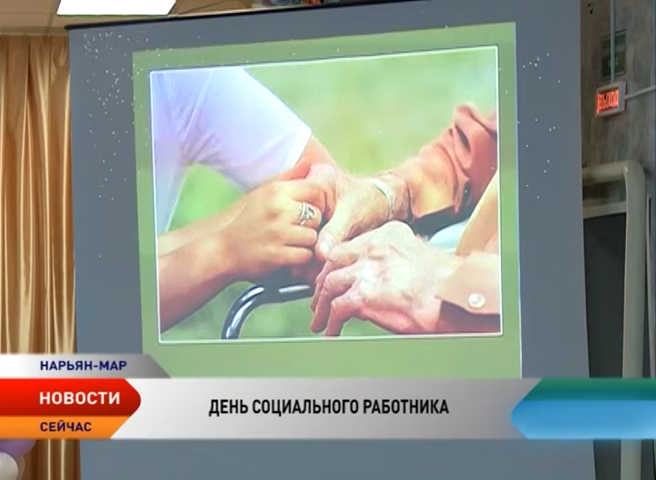 ВЫХОД
НАРЬЯН-МАР
НОВОСТИ
СЕЙЧАС
ДЕНЬ СОЦИАЛЬНОГО РАБОТНИКА